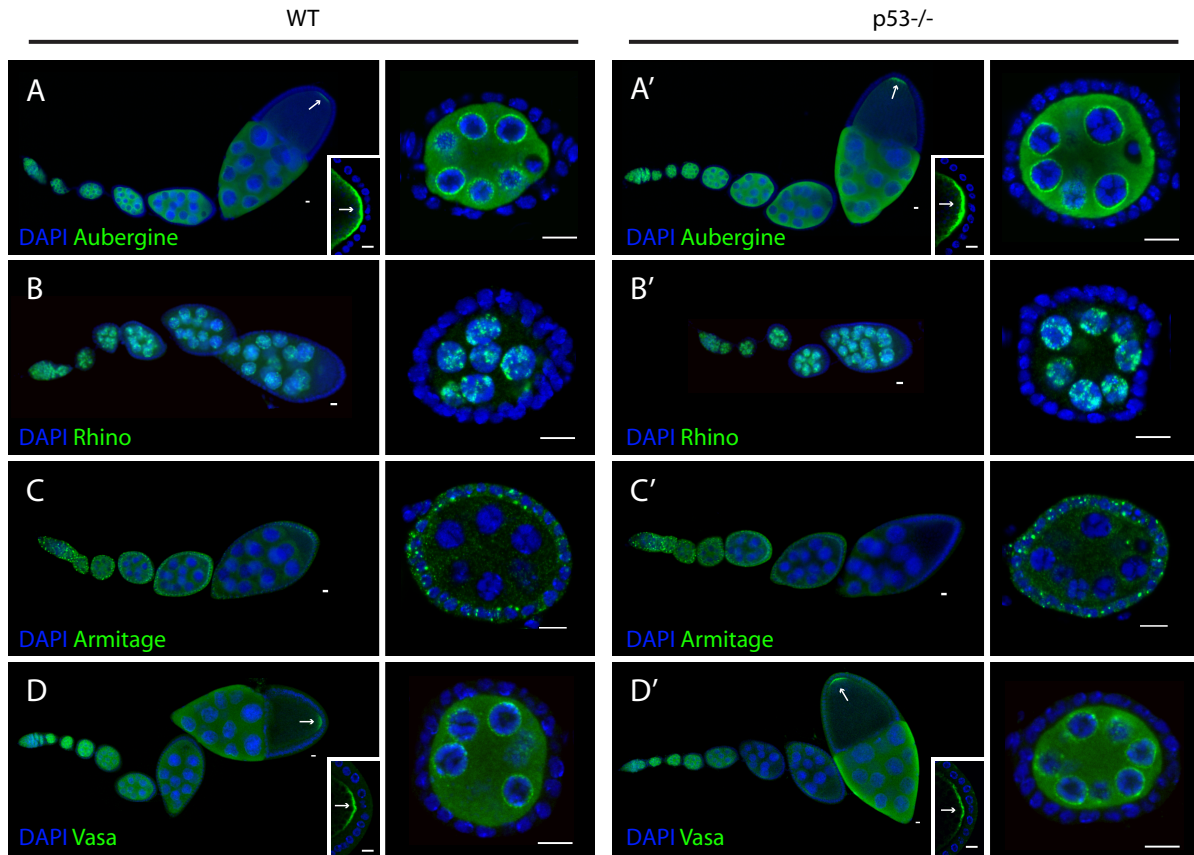 WT
p53-/-
A
DAPI Aubergine
A′
DAPI Aubergine
B
DAPI Rhino
B′
DAPI Rhino
C
DAPI Armitage
C′
DAPI Armitage
D
DAPI Vasa
D′
DAPI Vasa